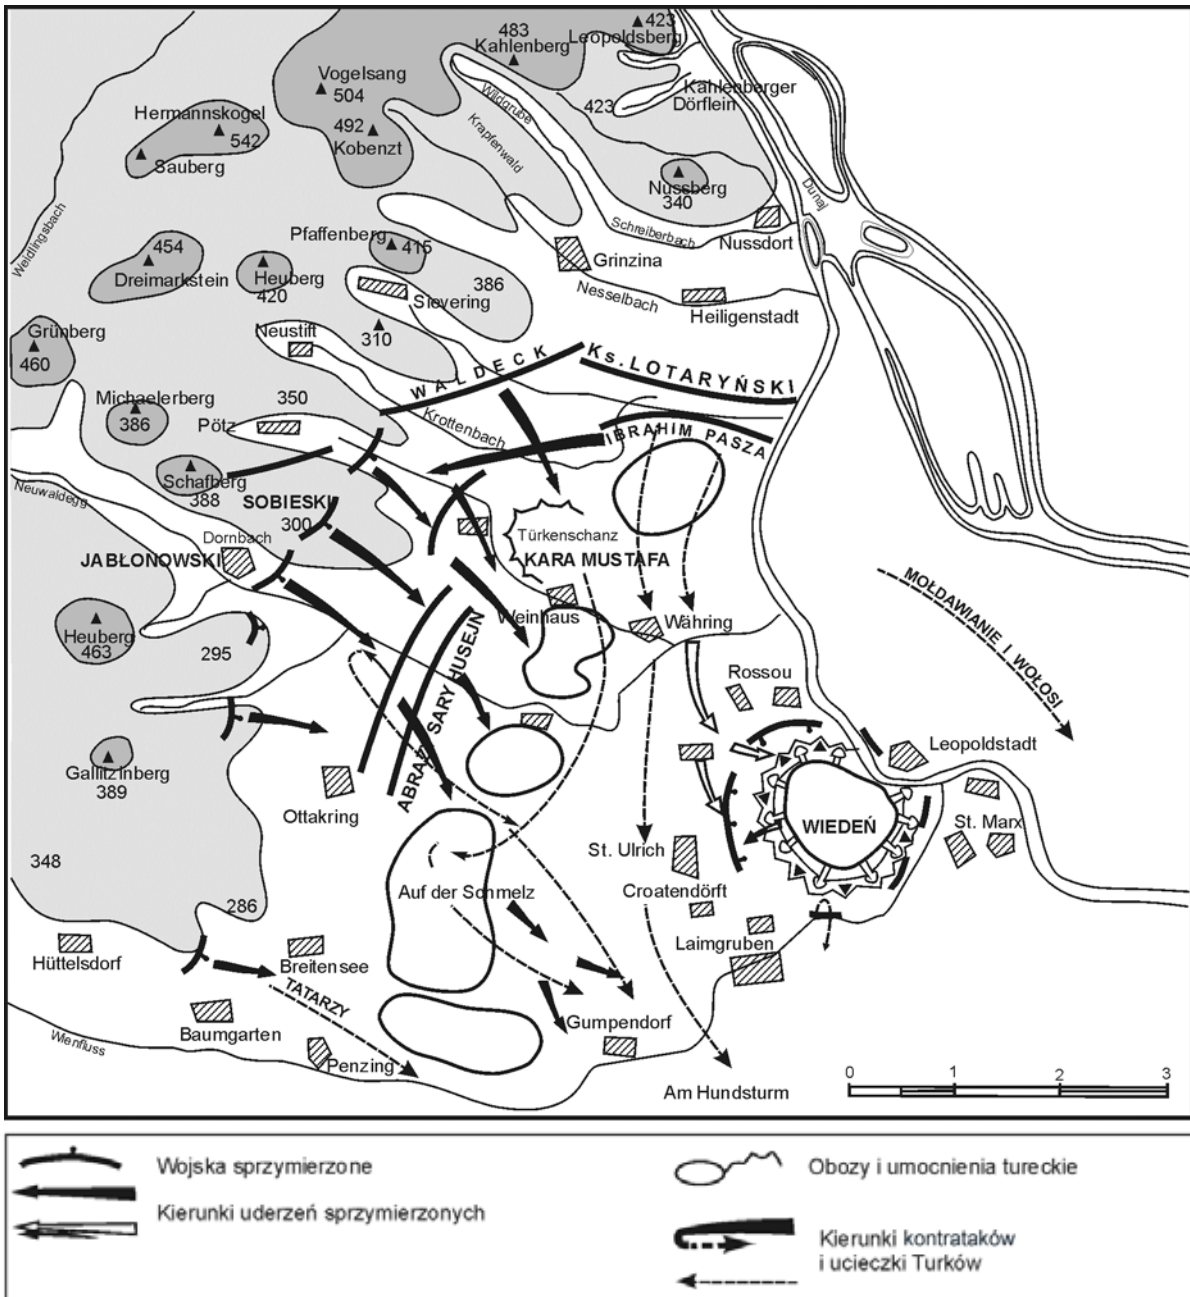 423
Leopoldsberg
483
Kahlenberg
Vogelsang
504
Hermannskogel
542
492
Kobenzt
Sauberg
Wildgrube
Krapfenwald
423
Kahlenberger
Dörflein
Nussberg
340
Dunaj
Schreiberbach
Nussdort
Weidlingsbach
454
Dreimarkstein
Heuberg
420
Pfaffenberg
415
386
Grinzina
Nesselbach
Heiligenstadt
Sievering
310
Neustift
Grünberg
460
Michaelerberg
386
350
Pötz
WALDECK
Ks. LOTARYŃSKI
Krottenbach
IBRAHIM PASZA
Schafberg
388
Neuwaldegg
SOBIESKI
300
Dornbach
JABŁONOWSKI
Türkenschanz
KARA MUSTAFA
Weinhaus
Währing
Heuberg
463
295
ABRAZ SARY HUSEJN
MOŁDAWIANIE I WOŁOSI
Rossou
Leopoldstadt
Gallitzinberg
389
Ottakring
WIEDEŃ
St. Marx
St. Ulrich
Croatendörft
348
286
Auf der Schmelz
Laimgruben
Hüttelsdorf
Breitensee
TATARZY
Baumgarten
Gumpendorf
Wienfluss
Penzing
Am Hundsturm
0 1 2 3
Wojska sprzymierzone
Kierunki uderzeń sprzymierzonych
Obozy i umocnienia tureckie
Kierunki kontrataków
i ucieczki Turków